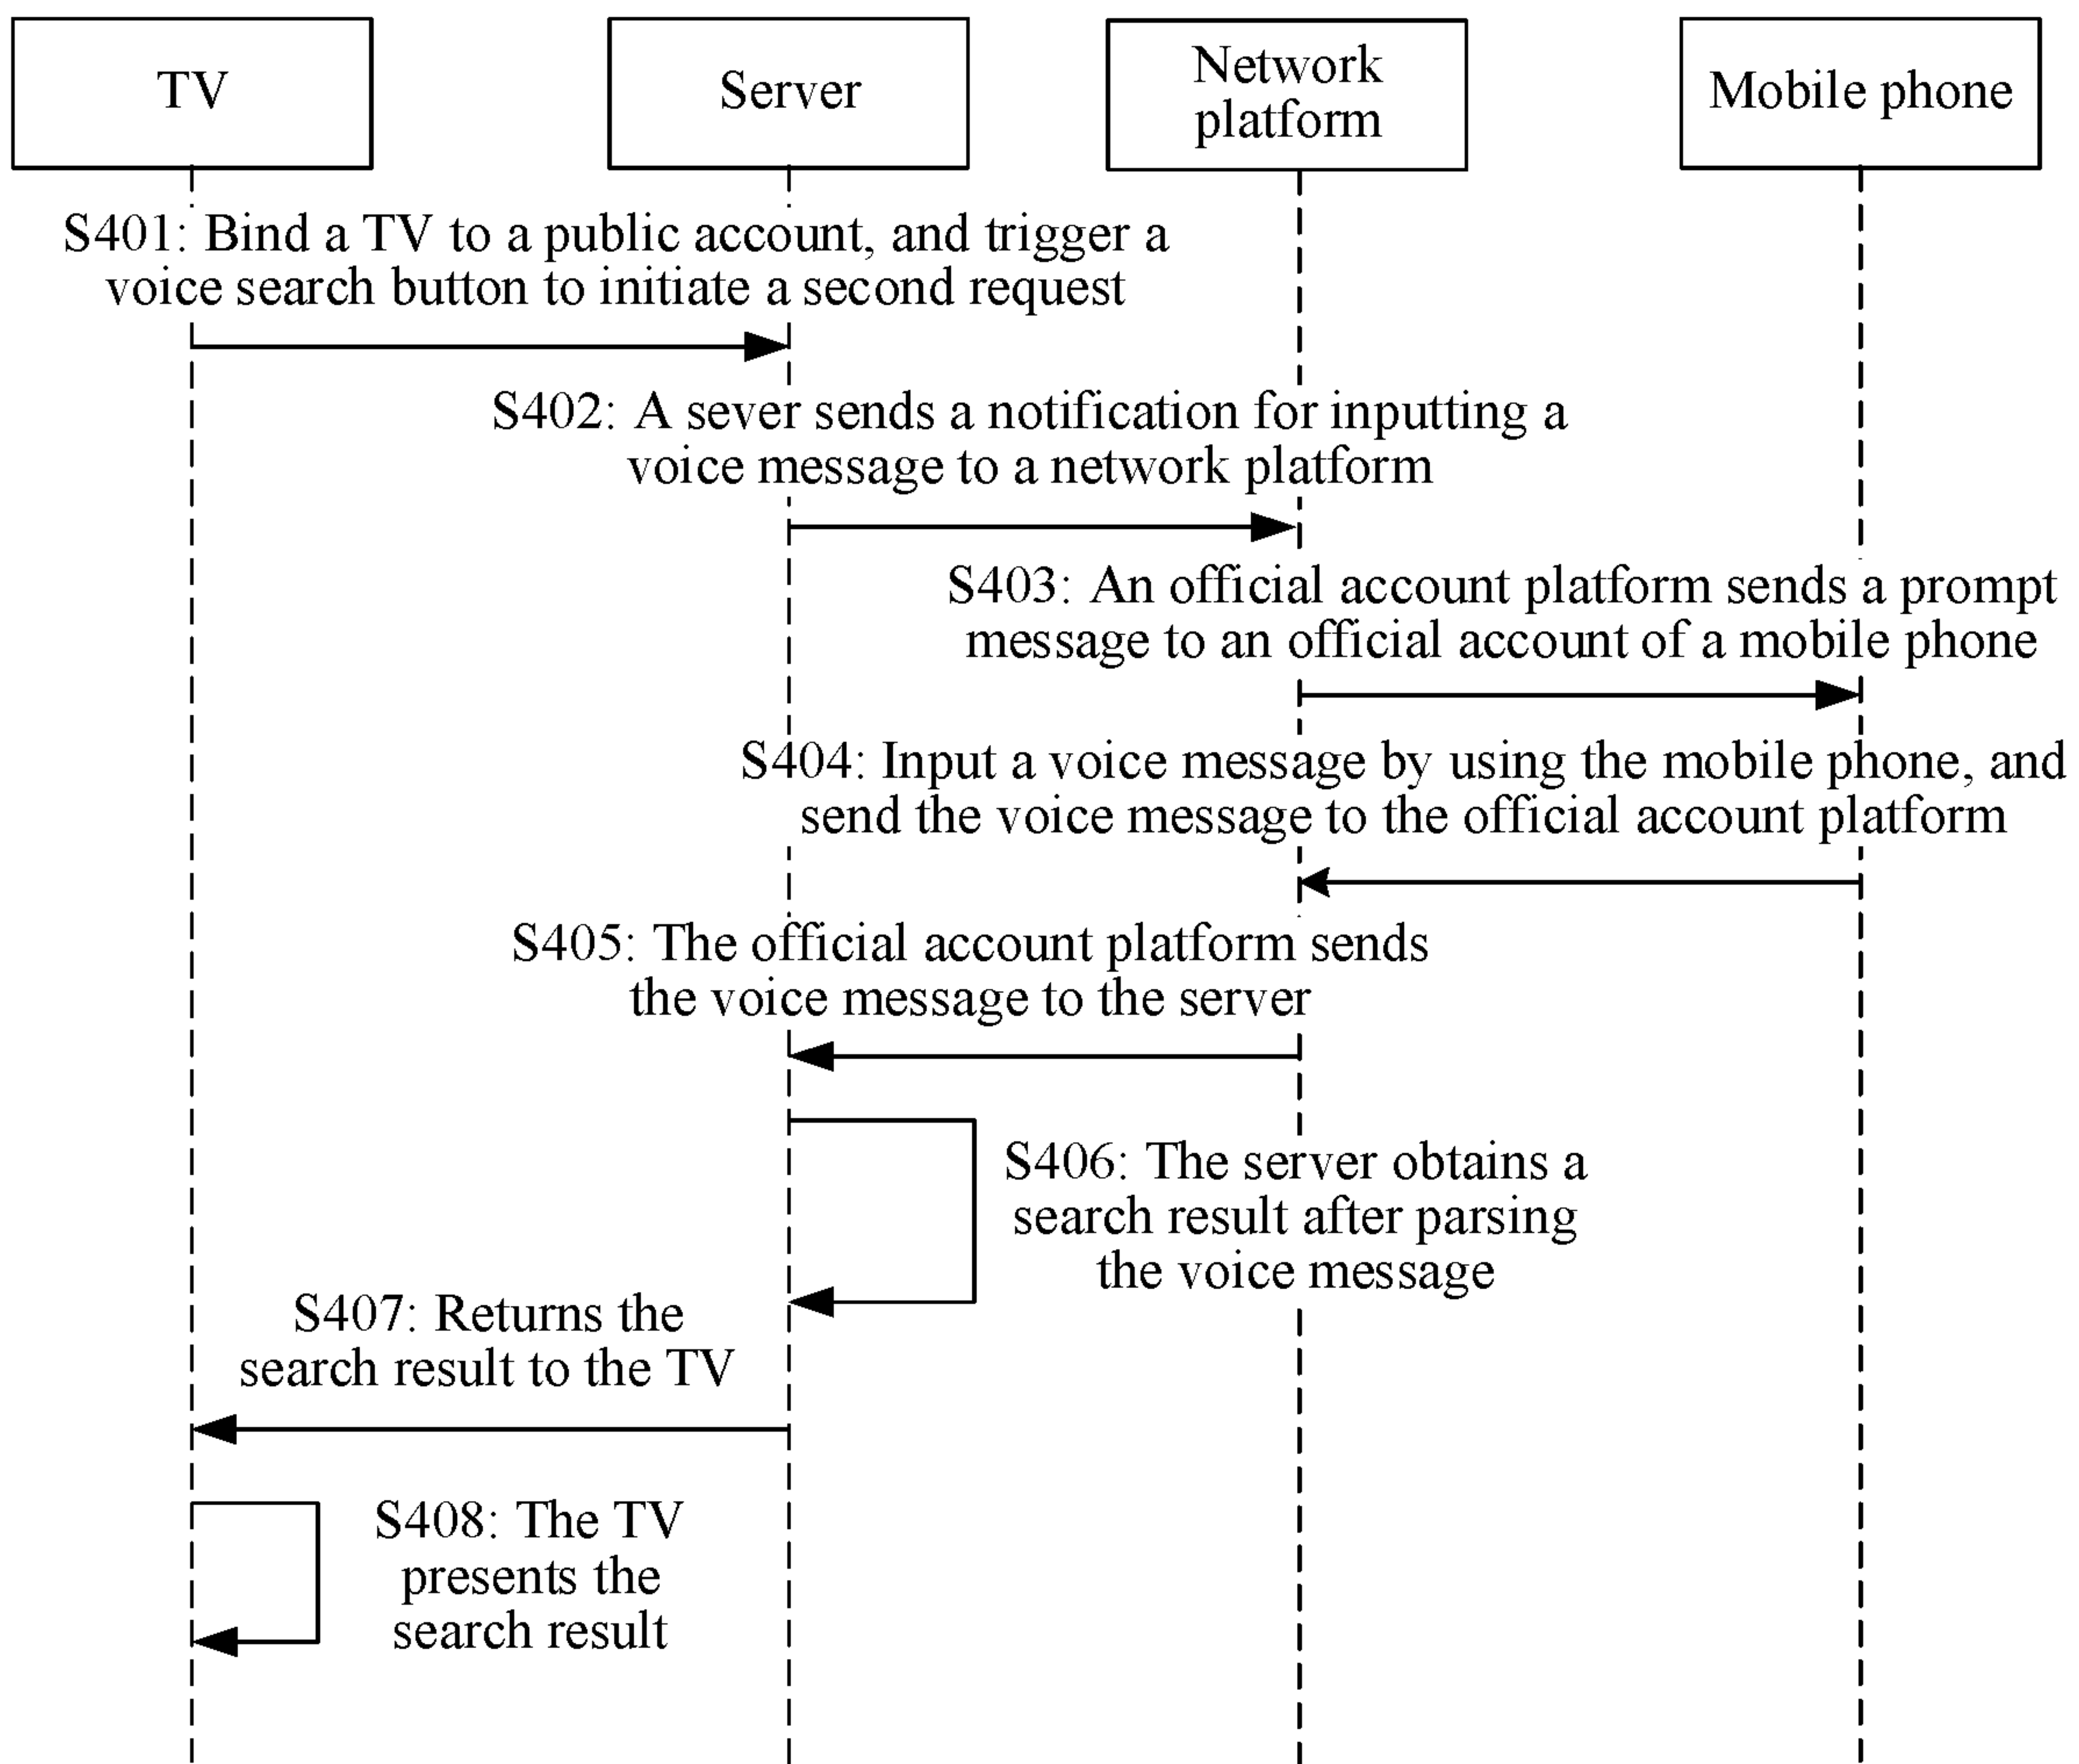 TV
Server
Network
platform
Mobile phone
S401: Bind a TV to a public account, and trigger a
voice search button to initiate a second request
S402: A sever sends a notification for inputting a
voice message to a network platform
S403: An official account platform sends a prompt
message to an official account of a mobile phone
S404: Input a voice message by using the mobile phone, and
send the voice message to the official account platform
S405: The official account platform sends
the voice message to the server
S406: The server obtains a
search result after parsing
the voice message
S407: Returns the
search result to the TV
S408: The TV
presents the
search result